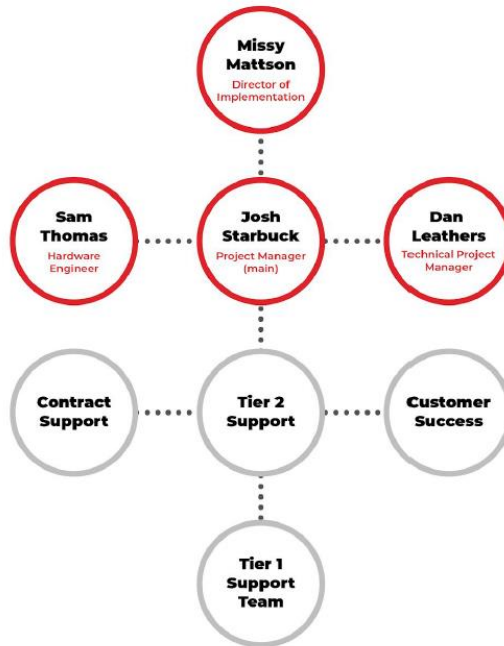 Missy
Mattson
Director of
Implementation
Sam
Thomas
Hardware
Engineer
Josh
Starbuck
Project Manager
(main)
Dan
Leathers
Technical Project
Manager
Contract
Support
Tier 2
Support
Customer
Success
Tier 1
Support
Team